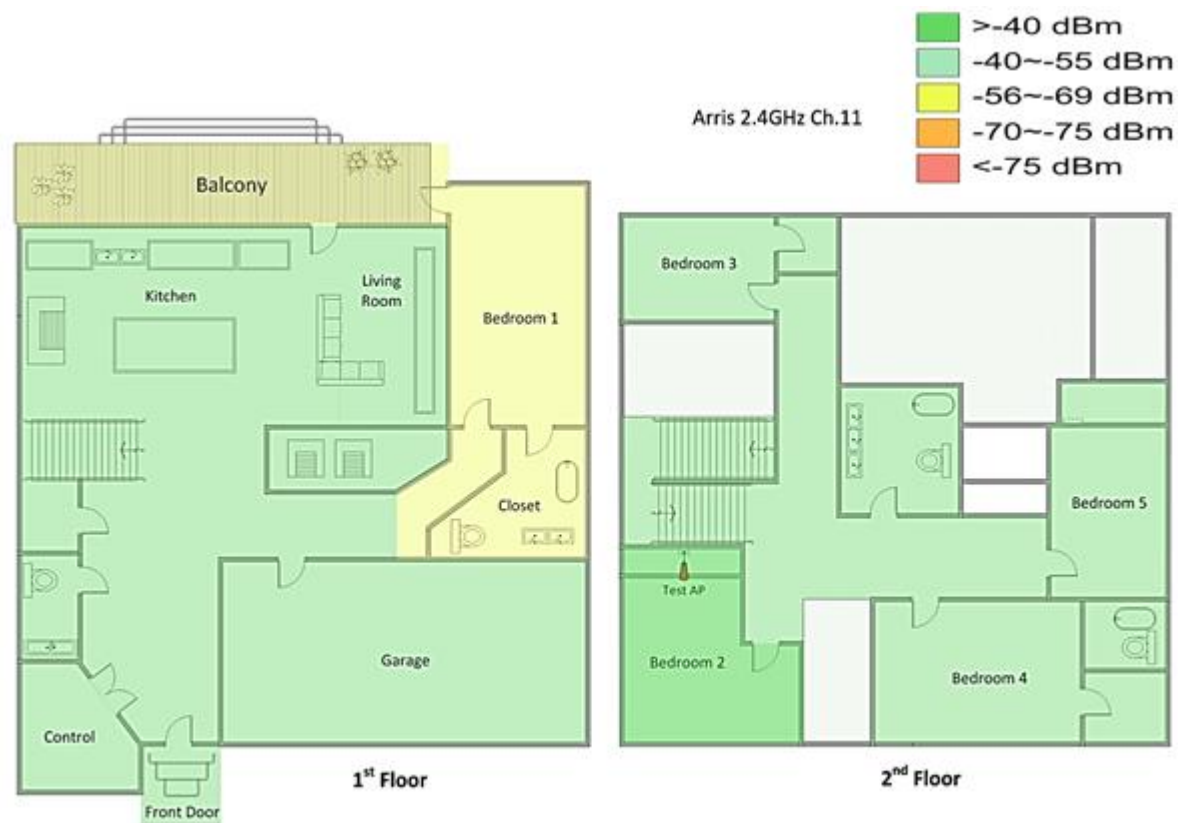 >-40 dBm
-40~-55 dBm
-56~-69 dBm
-70~-75 dBm
<-75 dBm
Arris 2.4GHz Ch.11
Balcony
Kitchen
Living
Room
Bedroom 1
Closet
Garage
Control
Front Door
1st Floor
Bedroom 3
Bedroom 5
Test AP
Bedroom 2
Bedroom 4
2nd Floor